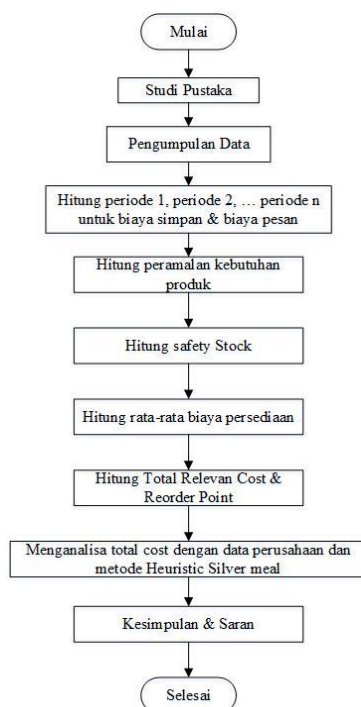 Mulai
Studi Pustaka
Pengumpulan Data
Hitung periode 1, periode 2, ... periode n
untuk biaya simpan & biaya pesan
Hitung peramalan kebutuhan
produk
Hitung safety Stock
Hitung rata-rata biaya persediaan
Hitung Total Relevan Cost &
Reorder Point
Menganalisa total cost dengan data perusahaan dan
metode Heuristic Silver meal
Kesimpulan & Saran
Selesai